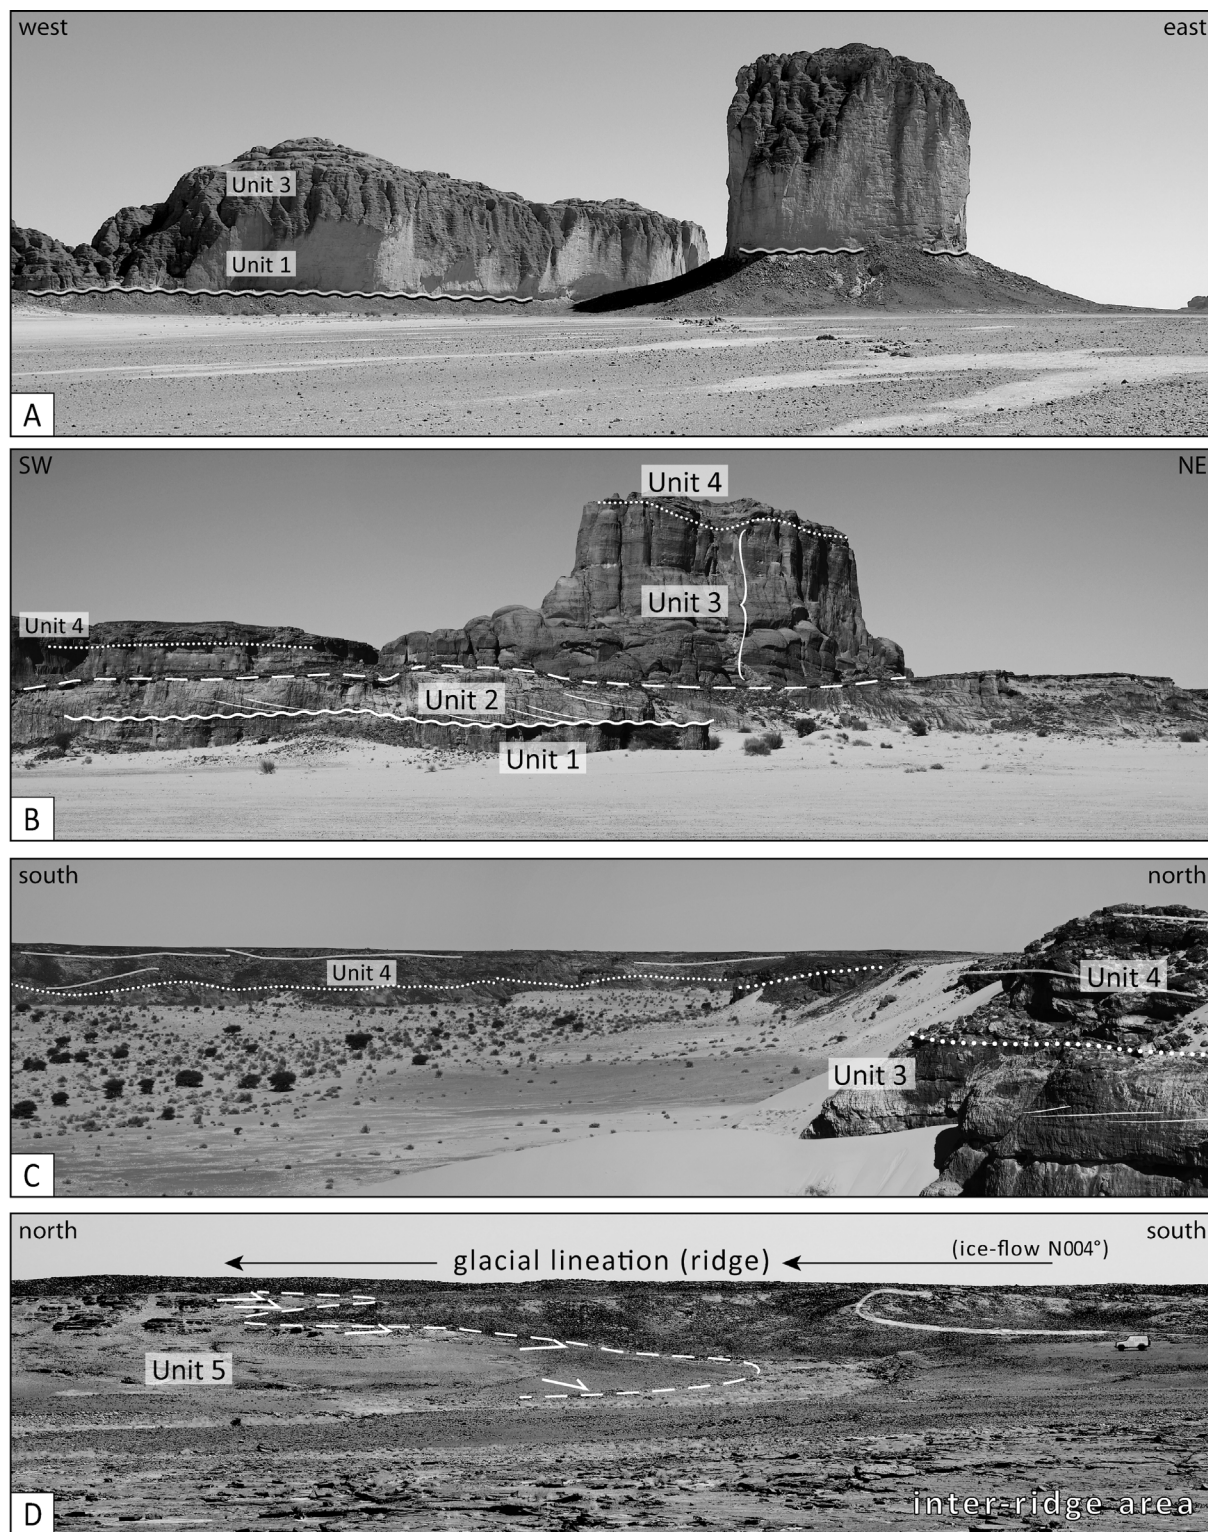 west
east
Unit 3
Unit 1
A
SW
NE
Unit 4
Unit 3
Unit 4
Unit 2
Unit 1
B
south
north
Unit 4
Unit 4
Unit 3
C
north
south
glacial lineation (ridge)
(ice-flow N004°)
Unit 5
D
inter-ridge area